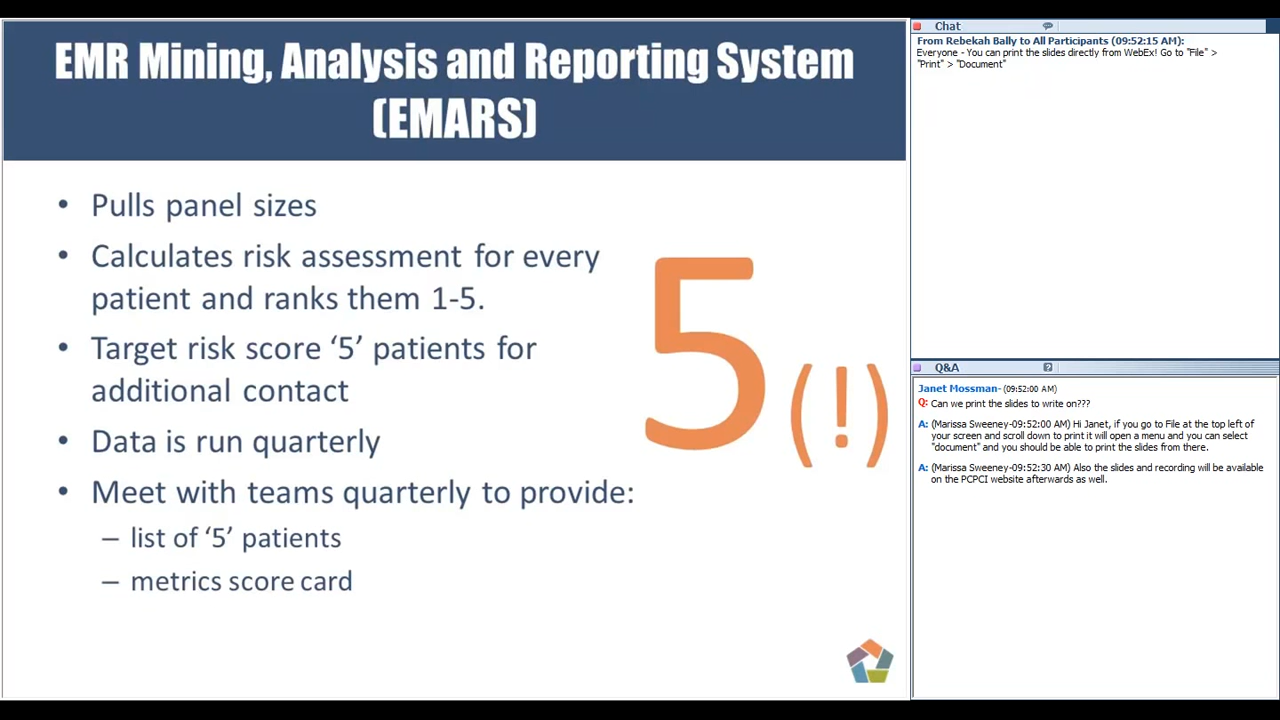 EMR Mining, Analysis and Reporting System
(EMARS)
• Pulls panel sizes
• Calculates risk assessment for every
patient and ranks them 1-5.
• Target risk score ‘5’ patients for
additional contact
• Data is run quarterly
• Meet with teams quarterly to provide:
– list of ‘5’ patients
– metrics score card
5(!)
Chat
From Rebekah Bally to All Participants (09:52:15 AM):
Everyone - You can print the slides directly from WebEx! Go to "File" >
"Print" > "Document"
Q&A
Janet Mossman- (09:52:00 AM)
Q: Can we print the slides to write on???
A: (Marissa Sweeney-09:52:00 AM) Hi Janet, if you go to File at the top left of
your screen and scroll down to print it will open a menu and you can select
"document" and you should be able to print the slides from there.
A: (Marissa Sweeney-09:52:30 AM) Also the slides and recording will be available
on the PCPCI website afterwards as well.